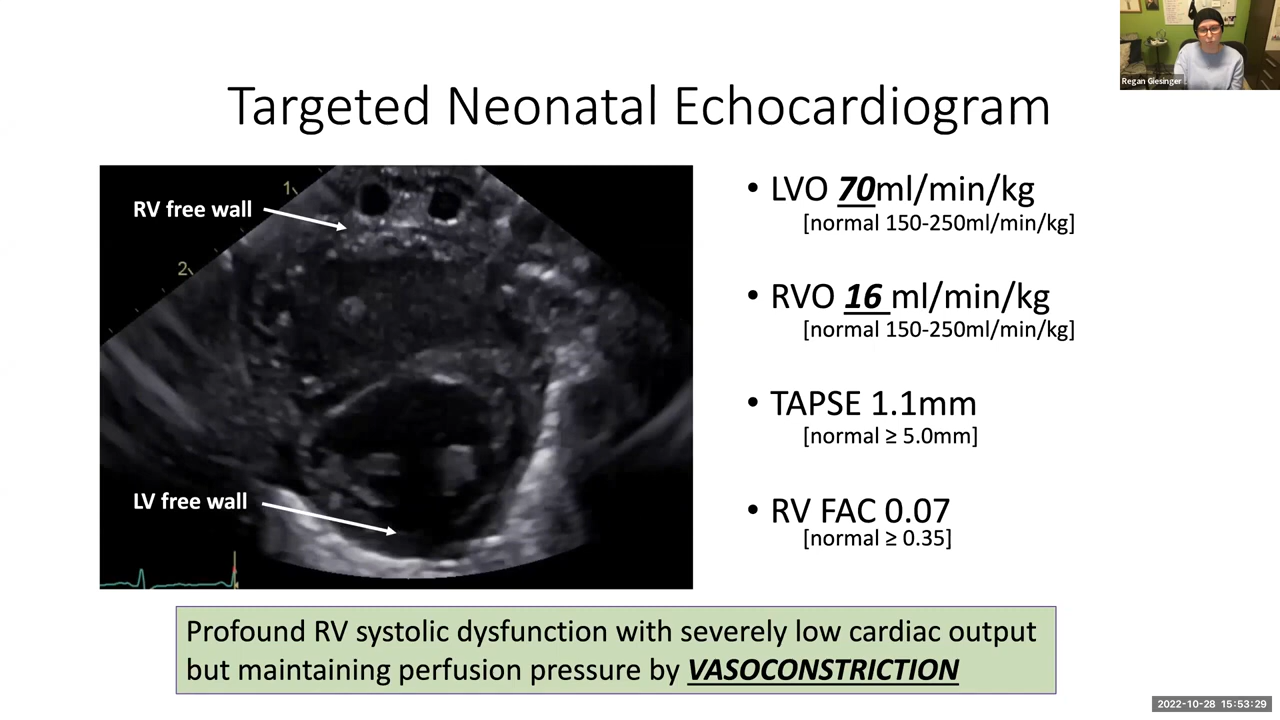 Regan Giesinger
Targeted Neonatal Echocardiogram
1
RV free wall
2
LV free wall
• LVO 70ml/min/kg
[normal 150-250ml/min/kg]
• RVO 16 ml/min/kg
[normal 150-250ml/min/kg]
• TAPSE 1.1mm
[normal ≥ 5.0mm]
• RV FAC 0.07
[normal ≥ 0.35]
Profound RV systolic dysfunction with severely low cardiac output
but maintaining perfusion pressure by VASOCONSTRICTION
2022-10-28 15:53:29